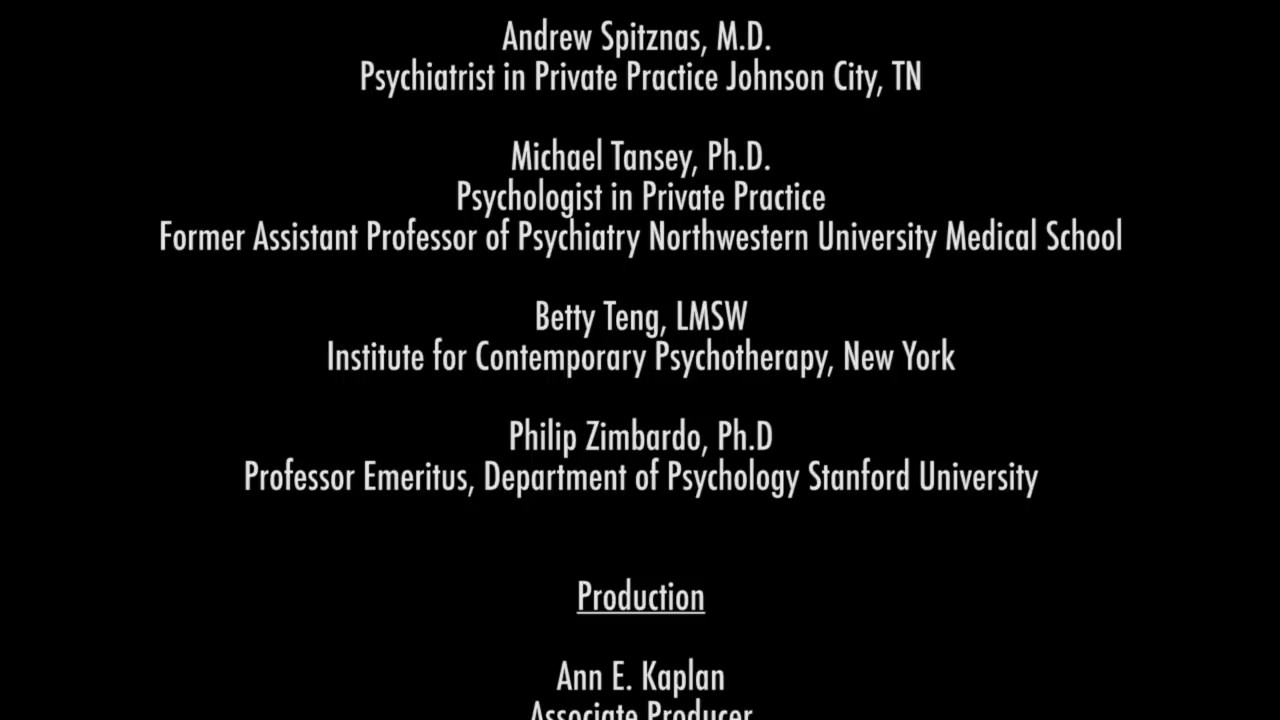 Andrew Spitznas, M.D.
Psychiatrist in Private Practice Johnson City, TN
Michael Tansey, Ph.D.
Psychologist in Private Practice
Former Assistant Professor of Psychiatry Northwestern University Medical School
Betty Teng, LMSW
Institute for Contemporary Psychotherapy, New York
Philip Zimbardo, Ph.D
Professor Emeritus, Department of Psychology Stanford University
Production
Ann E. Kaplan
Associate Producer